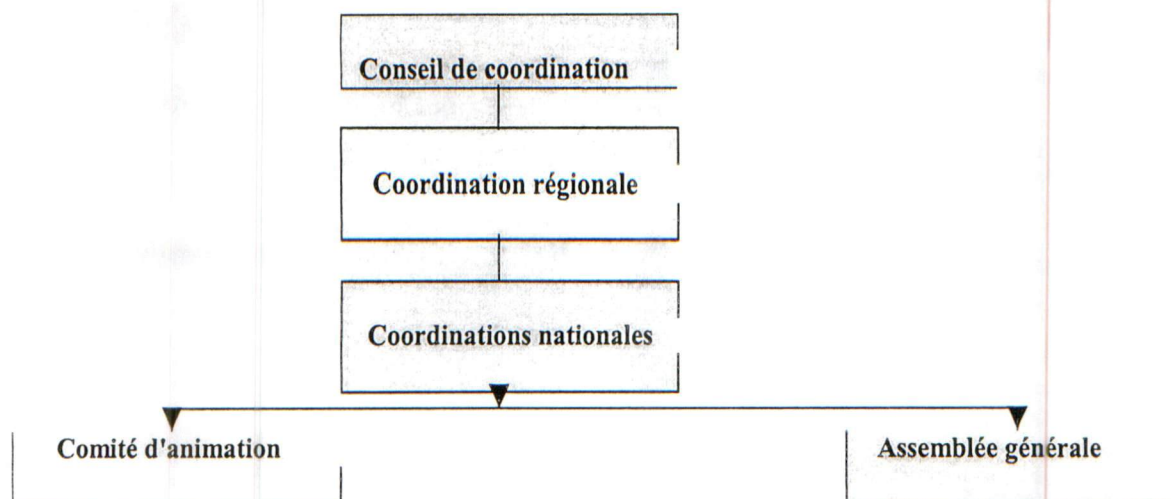 Conseil de coordination
Coordination régionale
Coordinations nationales
Comité d'animation
Assemblée générale